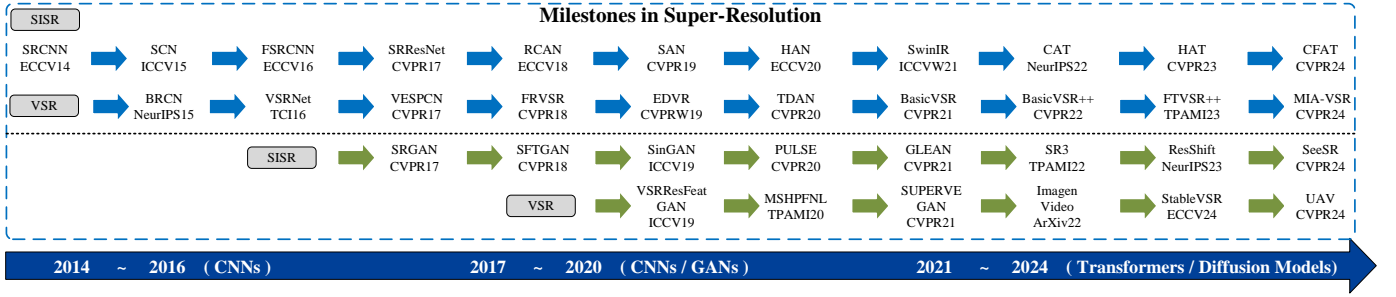 Milestones in Super-Resolution
SISR
SRCNN SCN FSRCNN SRResNet RCAN SAN HAN SwinIR CAT HAT CFAT
ECCV14 ICCV15 ECCV16 CVPR17 ECCV18 CVPR19 ECCV20 ICCVW21 NeurIPS22 CVPR23 CVPR24
VSR BRCN VSRNet VESPCN FRVSR EDVR TDAN BasicVSR BasicVSR++ FTVSR++ MIA-VSR
NeurIPS15 TCI16 CVPR17 CVPR18 CVPRW19 CVPR20 CVPR21 CVPR22 TPAMI23 CVPR24
SISR SRGAN SFTGAN SinGAN PULSE GLEAN SR3 ResShift SeeSR
CVPR17 CVPR18 ICCV19 CVPR20 CVPR21 TPAMI22 NeurIPS23 CVPR24
VSR VSRResFeat GAN ICCV19 MSHPFNL TPAMI20 SUPERVE GAN CVPR21 Imagen Video ArXiv22 StableVSR ECCV24 UAV CVPR24
2014 ~ 2016 ( CNNs ) 2017 ~ 2020 ( CNNs / GANs ) 2021 ~ 2024 ( Transformers / Diffusion Models)